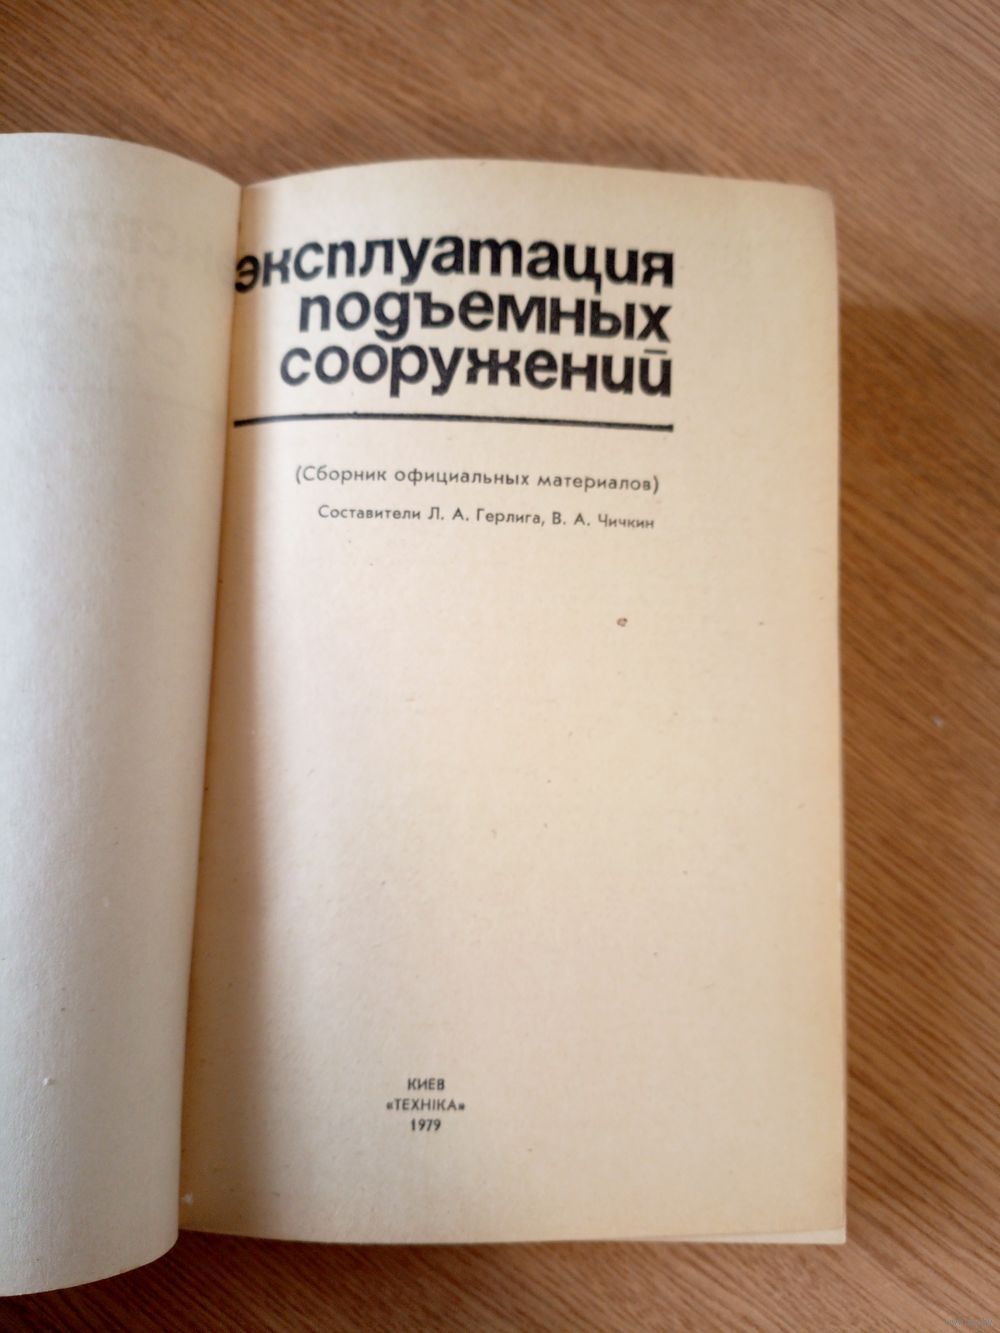 эксплуатация
подъемных
сооружений
(Сборник официальных материалов)
Составители Л. А. Герлига, В. А. Чичкин
КИЕВ
«ТЕХНІКА»
1979